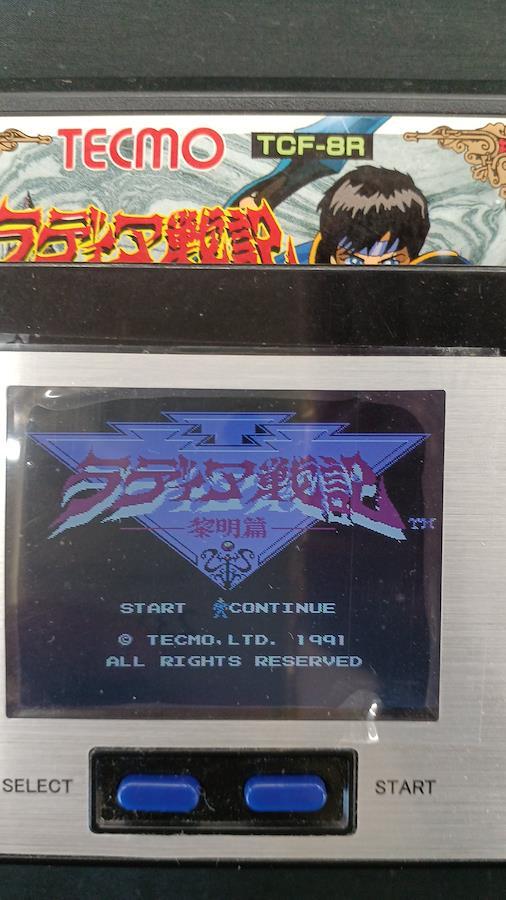 TECMO TCF-8R
ラディア戦記
ラディア戦記
黎明篇 TM
START CONTINUE
© TECMO,LTD. 1991
ALL RIGHTS RESERVED
SELECT START